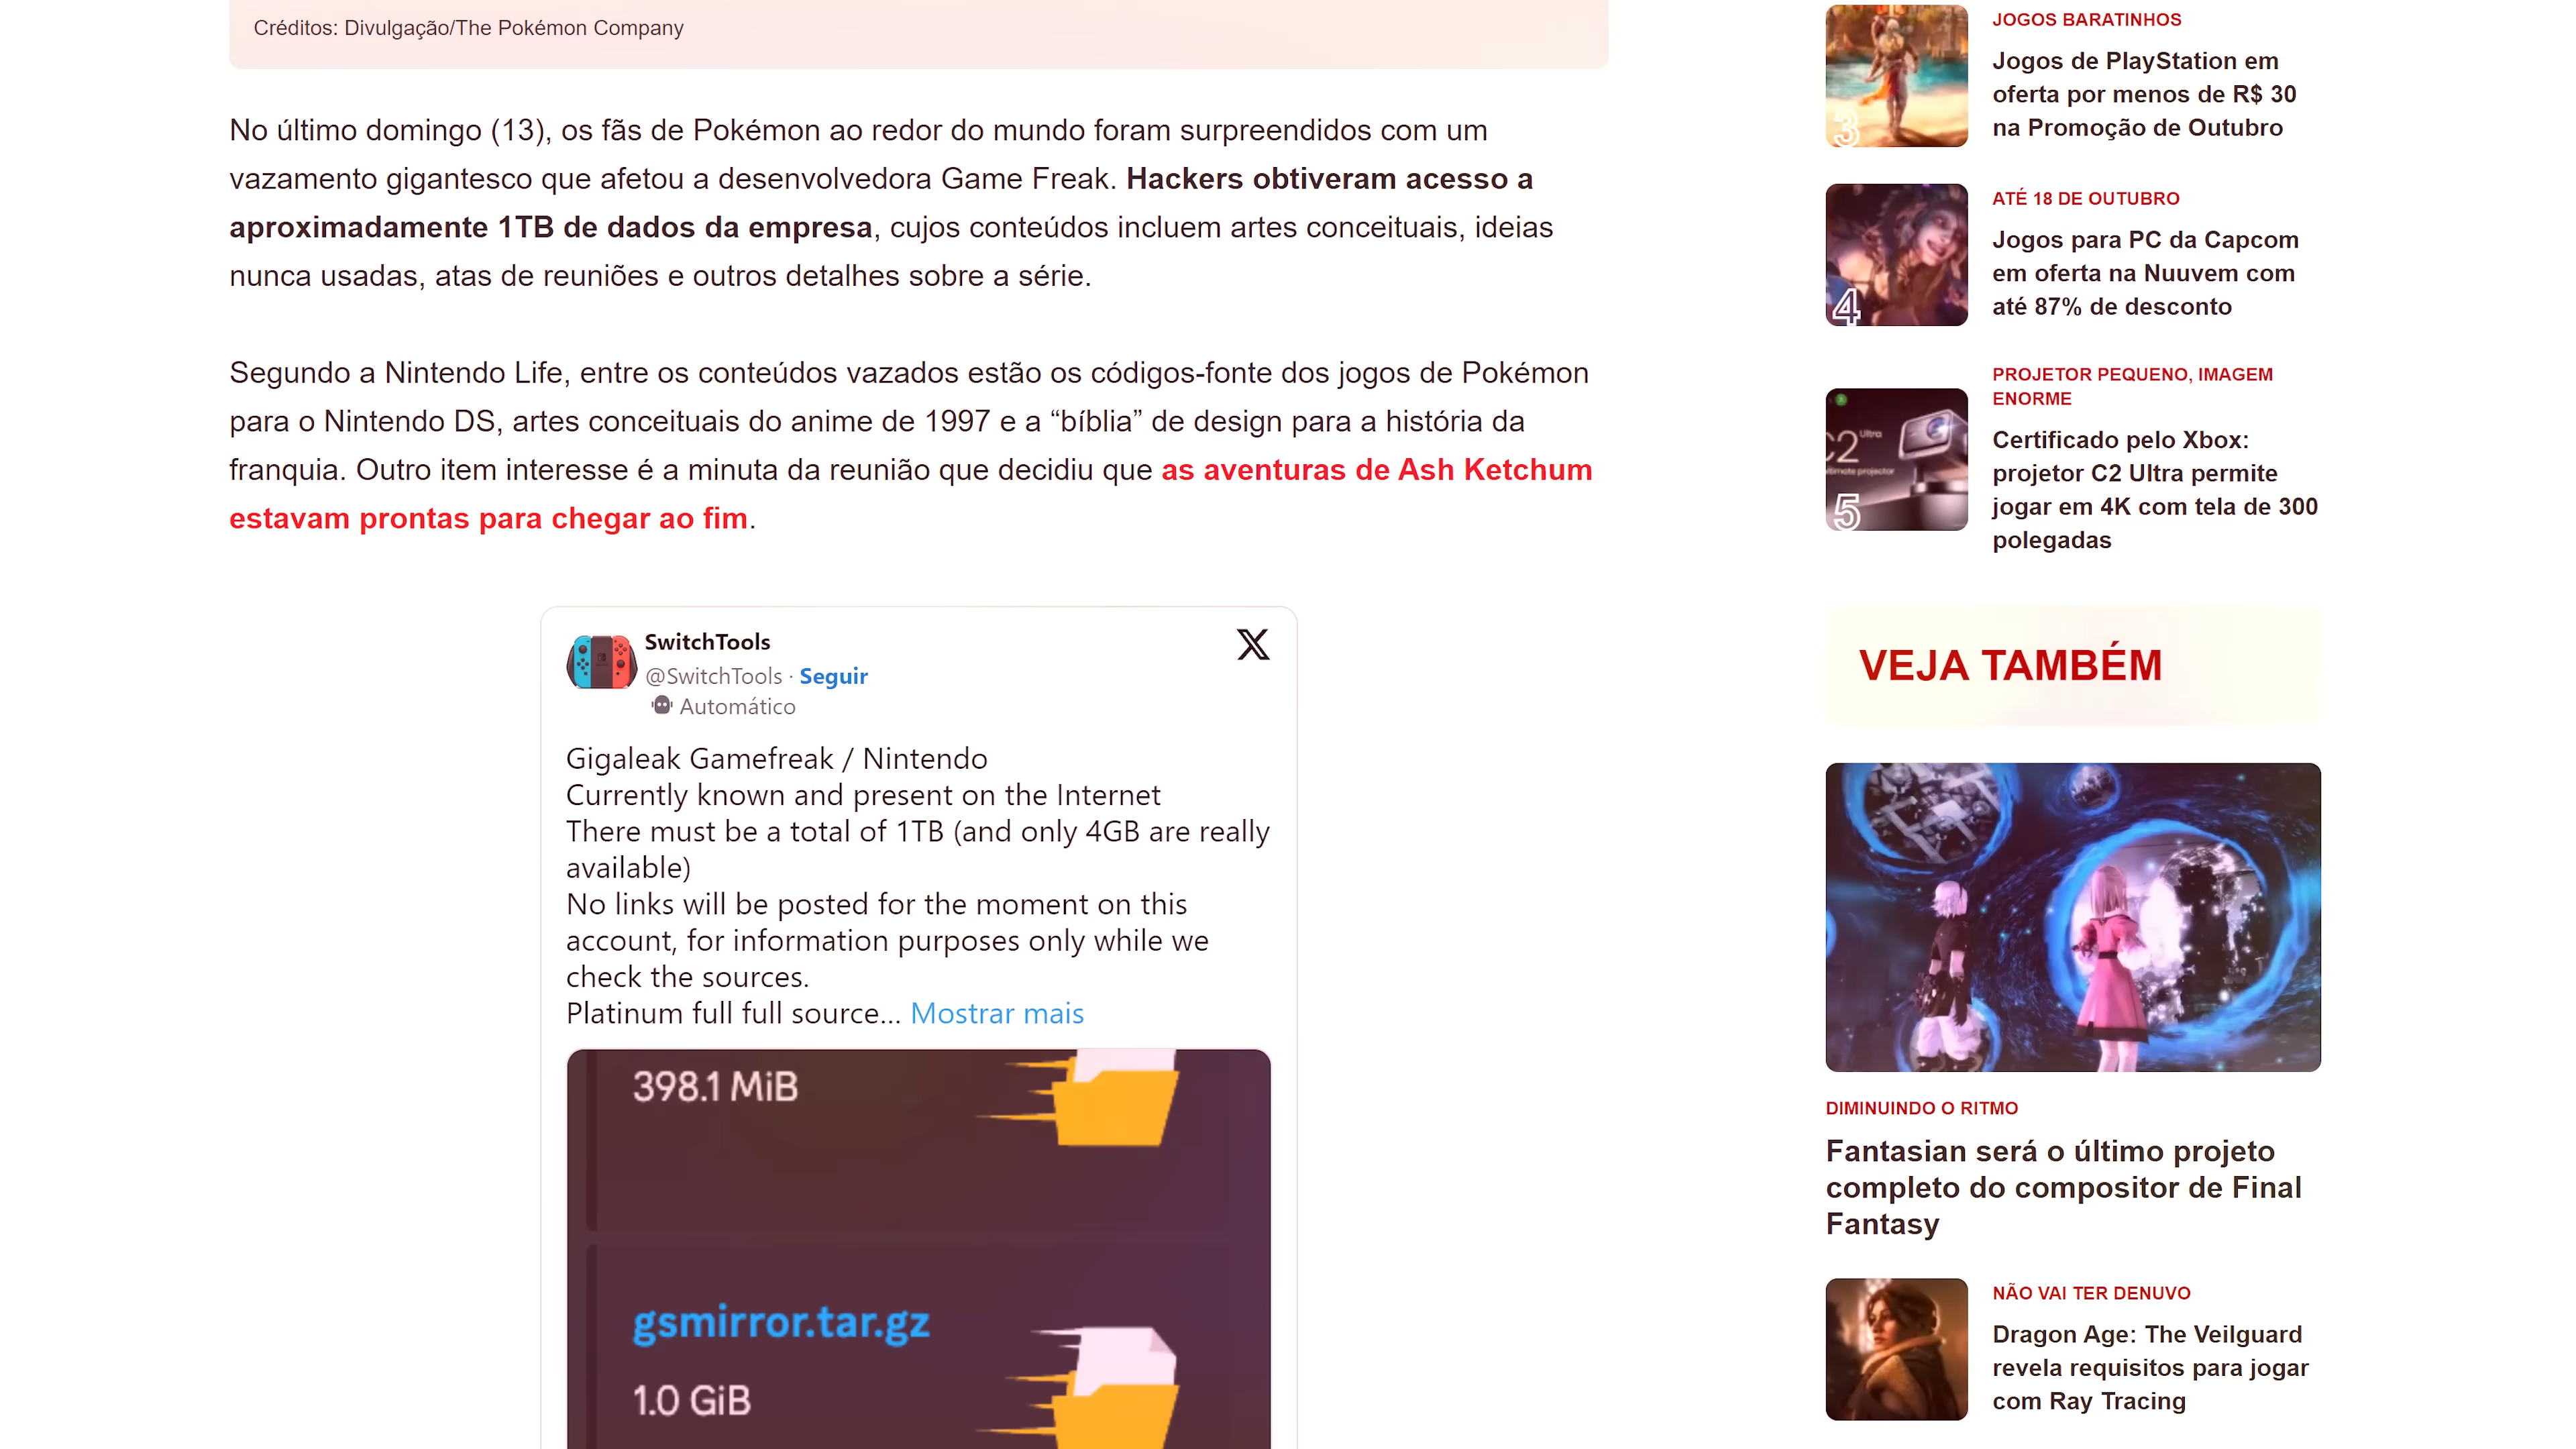 Créditos: Divulgação/The Pokémon Company
No último domingo (13), os fãs de Pokémon ao redor do mundo foram surpreendidos com um
vazamento gigantesco que afetou a desenvolvedora Game Freak. Hackers obtiveram acesso a
aproximadamente 1TB de dados da empresa, cujos conteúdos incluem artes conceituais, ideias
nunca usadas, atas de reuniões e outros detalhes sobre a série.
Segundo a Nintendo Life, entre os conteúdos vazados estão os códigos-fonte dos jogos de Pokémon
para o Nintendo DS, artes conceituais do anime de 1997 e a “bíblia” de design para a história da
franquia. Outro item interesse é a minuta da reunião que decidiu que as aventuras de Ash Ketchum
estavam prontas para chegar ao fim.
SwitchTools
@SwitchTools · Seguir
Automático
Gigaleak Gamefreak / Nintendo
Currently known and present on the Internet
There must be a total of 1TB (and only 4GB are really
available)
No links will be posted for the moment on this
account, for information purposes only while we
check the sources.
Platinum full full source... Mostrar mais
398.1 MiB
gsmirror.tar.gz
1.0 GiB
3
JOGOS BARATINHOS
Jogos de PlayStation em
oferta por menos de R$ 30
na Promoção de Outubro
4
ATÉ 18 DE OUTUBRO
Jogos para PC da Capcom
em oferta na Nuuvem com
até 87% de desconto
C2 Ultra
ltimate projector
5
PROJETOR PEQUENO, IMAGEM
ENORME
Certificado pelo Xbox:
projetor C2 Ultra permite
jogar em 4K com tela de 300
polegadas
VEJA TAMBÉM
DIMINUINDO O RITMO
Fantasian será o último projeto
completo do compositor de Final
Fantasy
NÃO VAI TER DENUVO
Dragon Age: The Veilguard
revela requisitos para jogar
com Ray Tracing